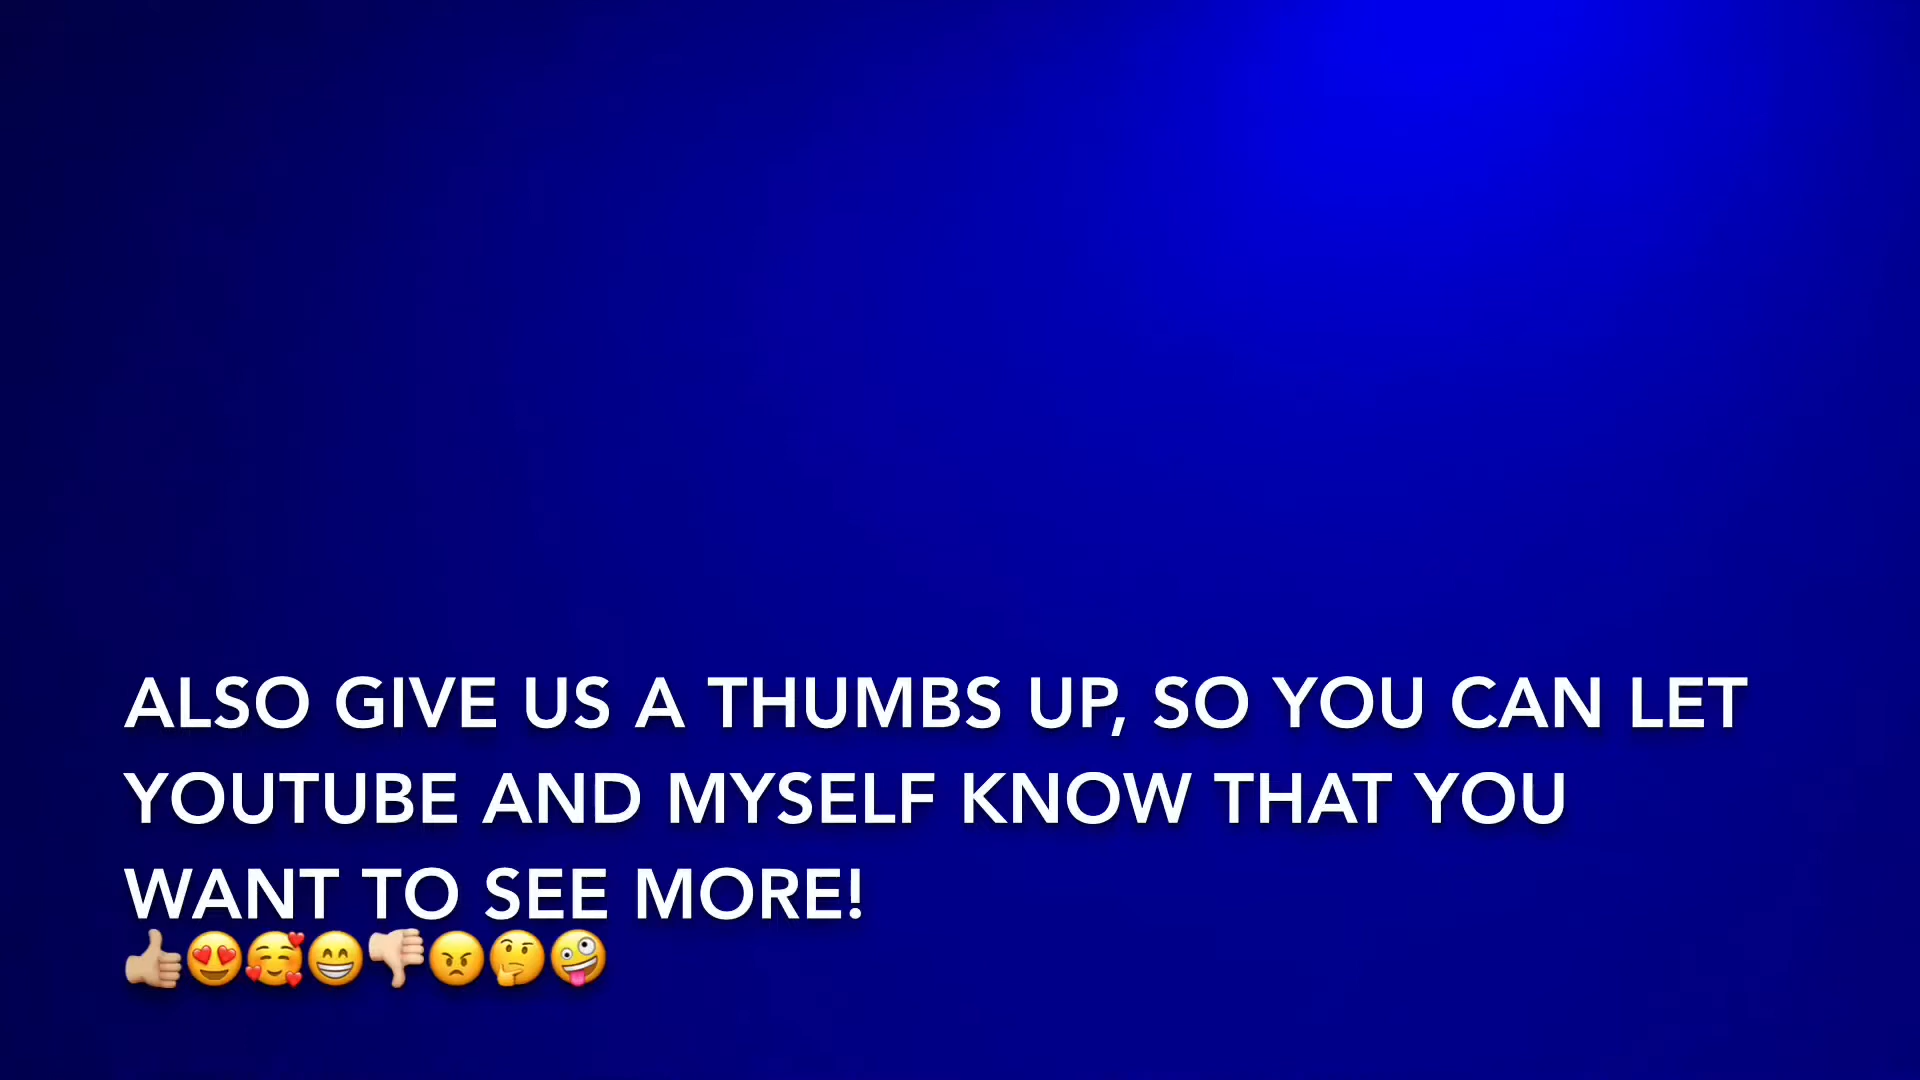 ALSO GIVE US A THUMBS UP, SO YOU CAN LET
YOUTUBE AND MYSELF KNOW THAT YOU
WANT TO SEE MORE!
👍🏼😍🥰😁👎🏻😠🤔🤪